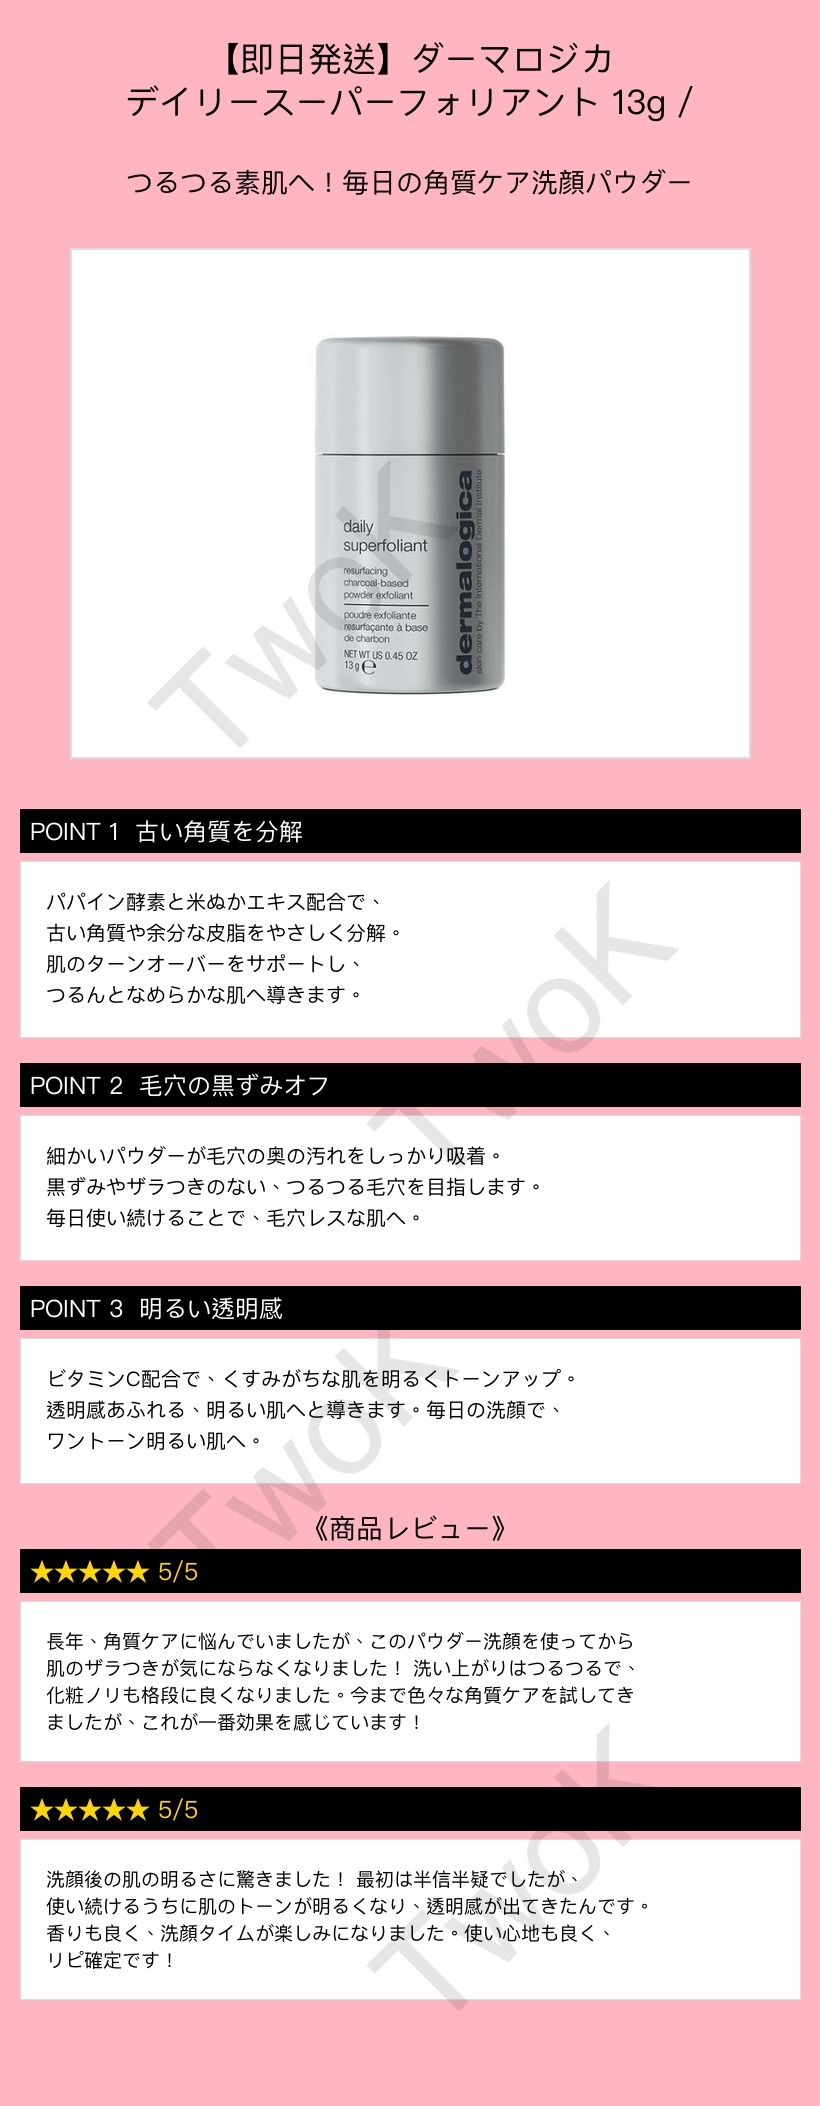 【即日発送】ダーマロジカ
デイリースーパーフォリアント 13g /
つるつる素肌へ！毎日の角質ケア洗顔パウダー
daily
superfoliant
resurfacing
charcoal-based
powder exfoliant
poudre exfoliante
resurfaçante à base
de charbon
NET WT US 0.45 OZ
13 g ℮
dermalogica
skin care by The International Dermal Institute
TwoK
POINT 1 古い角質を分解
パパイン酵素と米ぬかエキス配合で、
古い角質や余分な皮脂をやさしく分解。
肌のターンオーバーをサポートし、
つるんとなめらかな肌へ導きます。
TwoK
POINT 2 毛穴の黒ずみオフ
細かいパウダーが毛穴の奥の汚れをしっかり吸着。
黒ずみやザラつきのない、つるつる毛穴を目指します。
毎日使い続けることで、毛穴レスな肌へ。
POINT 3 明るい透明感
ビタミンC配合で、くすみがちな肌を明るくトーンアップ。
透明感あふれる、明るい肌へと導きます。毎日の洗顔で、
ワントーン明るい肌へ。
TwoK
《商品レビュー》
★★★★★ 5/5
長年、角質ケアに悩んでいましたが、このパウダー洗顔を使ってから
肌のザラつきが気にならなくなりました！ 洗い上がりはつるつるで、
化粧ノリも格段に良くなりました。今まで色々な角質ケアを試してき
ましたが、これが一番効果を感じています！
★★★★★ 5/5
洗顔後の肌の明るさに驚きました！ 最初は半信半疑でしたが、
使い続けるうちに肌のトーンが明るくなり、透明感が出てきたんです。
香りも良く、洗顔タイムが楽しみになりました。使い心地も良く、
リピ確定です！
TwoK